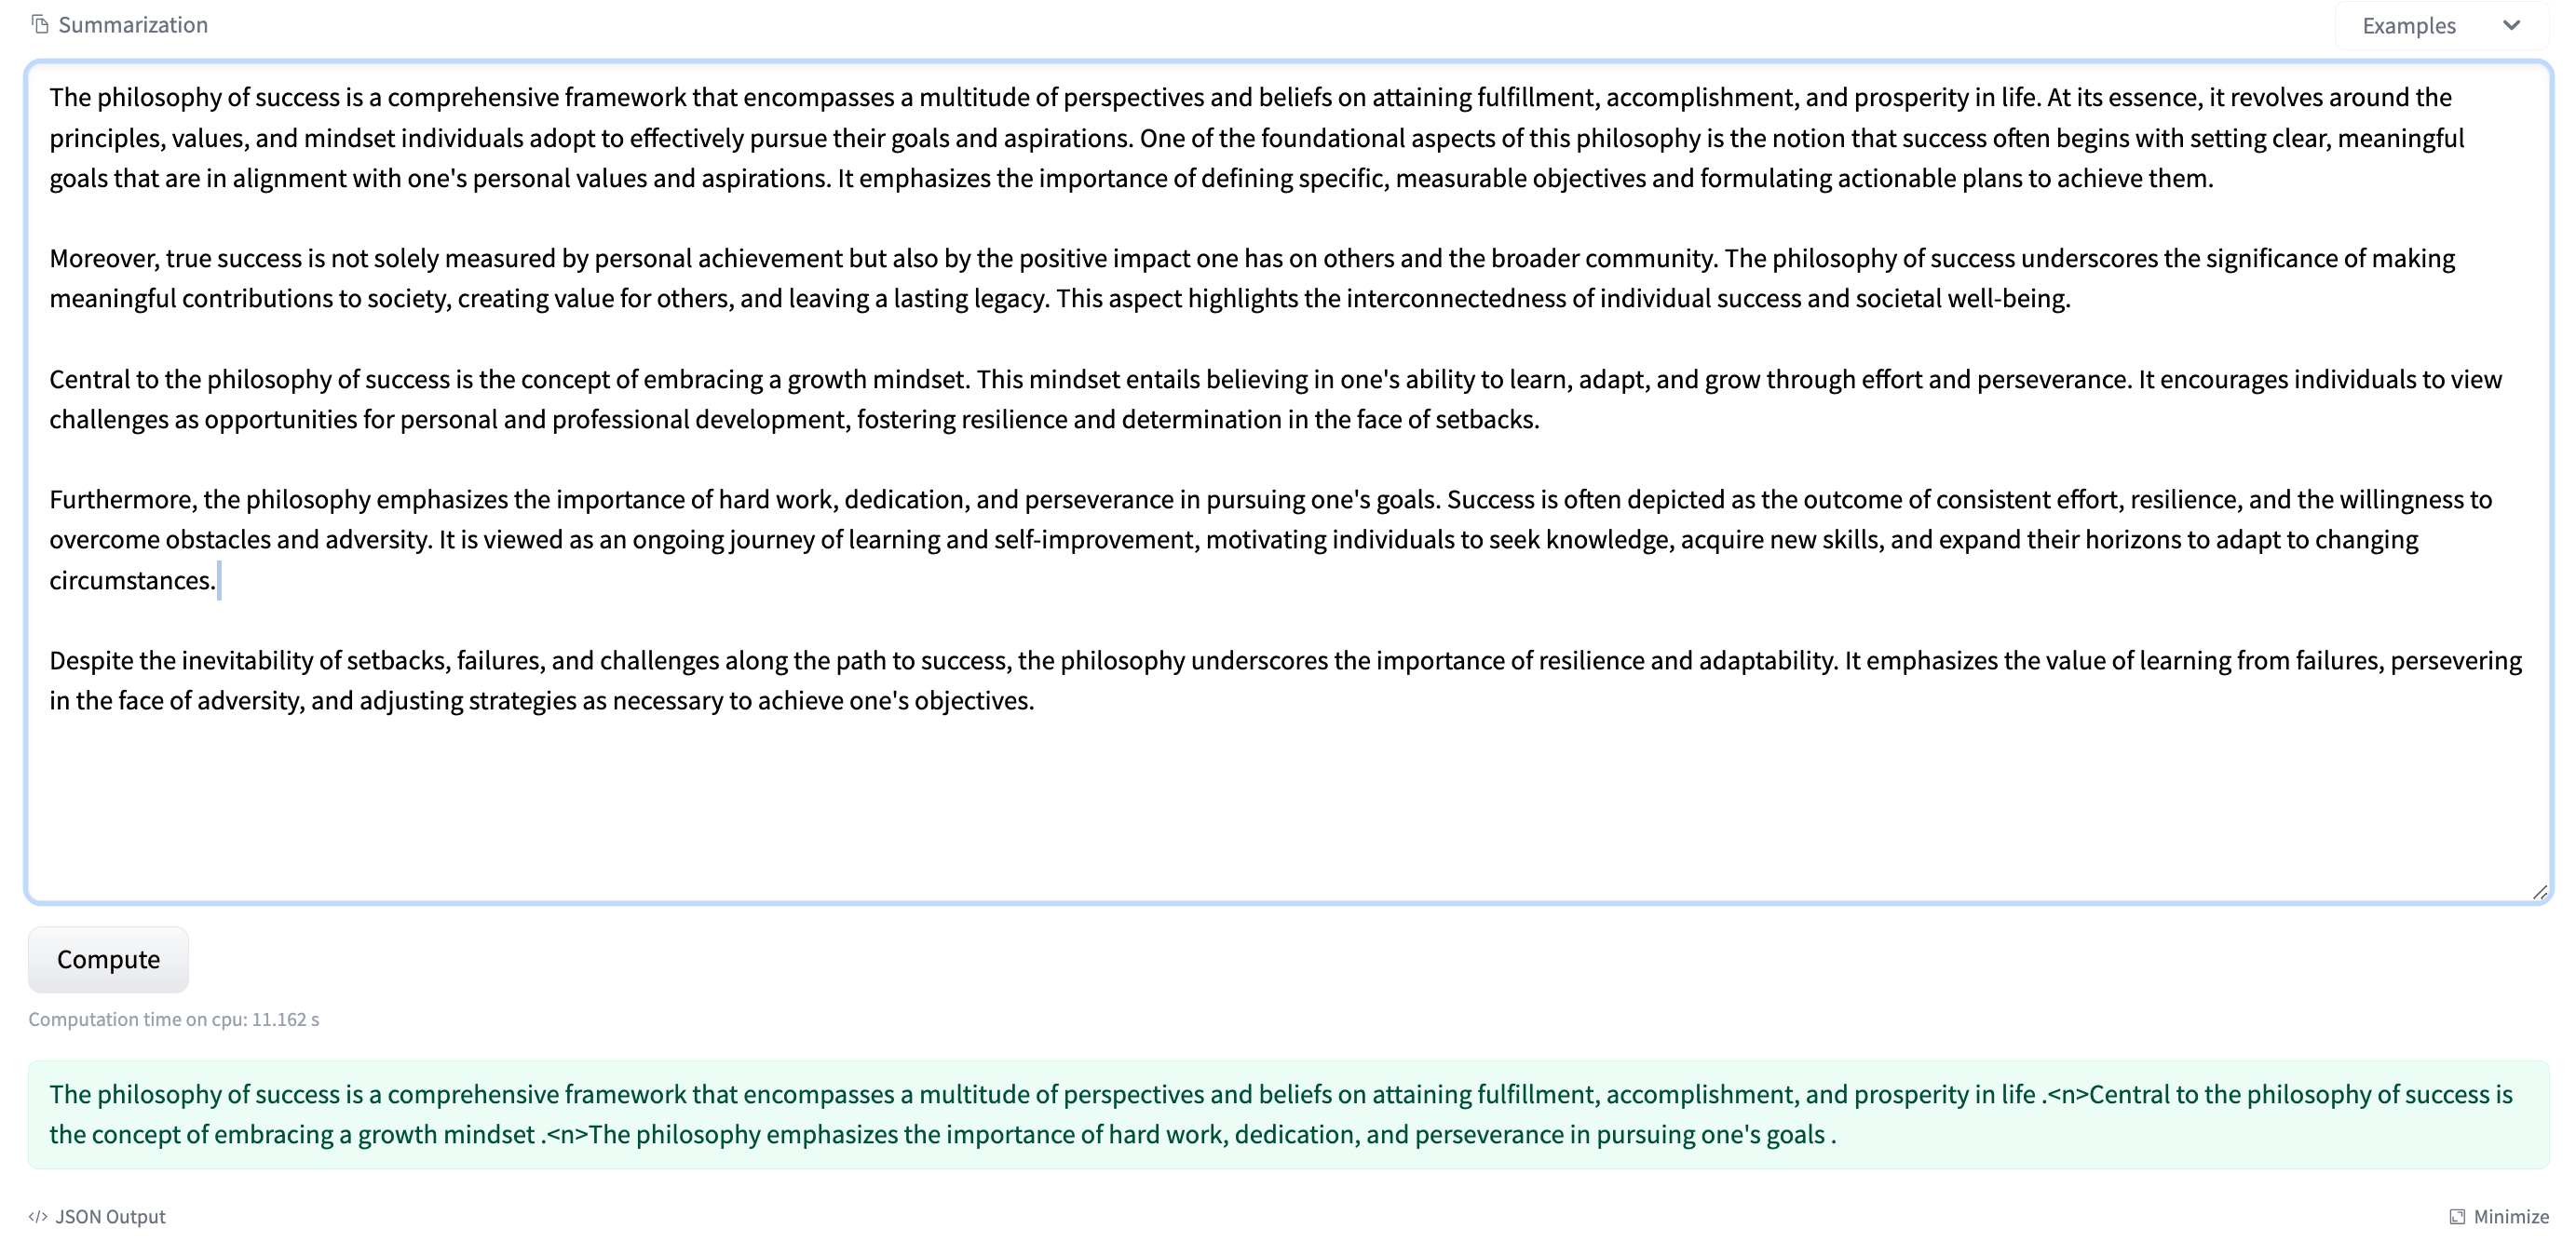 Summarization
Examples
The philosophy of success is a comprehensive framework that encompasses a multitude of perspectives and beliefs on attaining fulfillment, accomplishment, and prosperity in life. At its essence, it revolves around the
principles, values, and mindset individuals adopt to effectively pursue their goals and aspirations. One of the foundational aspects of this philosophy is the notion that success often begins with setting clear, meaningful
goals that are in alignment with one's personal values and aspirations. It emphasizes the importance of defining specific, measurable objectives and formulating actionable plans to achieve them.
Moreover, true success is not solely measured by personal achievement but also by the positive impact one has on others and the broader community. The philosophy of success underscores the significance of making
meaningful contributions to society, creating value for others, and leaving a lasting legacy. This aspect highlights the interconnectedness of individual success and societal well-being.
Central to the philosophy of success is the concept of embracing a growth mindset. This mindset entails believing in one's ability to learn, adapt, and grow through effort and perseverance. It encourages individuals to view
challenges as opportunities for personal and professional development, fostering resilience and determination in the face of setbacks.
Furthermore, the philosophy emphasizes the importance of hard work, dedication, and perseverance in pursuing one's goals. Success is often depicted as the outcome of consistent effort, resilience, and the willingness to
overcome obstacles and adversity. It is viewed as an ongoing journey of learning and self-improvement, motivating individuals to seek knowledge, acquire new skills, and expand their horizons to adapt to changing
circumstances.
Despite the inevitability of setbacks, failures, and challenges along the path to success, the philosophy underscores the importance of resilience and adaptability. It emphasizes the value of learning from failures, persevering
in the face of adversity, and adjusting strategies as necessary to achieve one's objectives.
Compute
Computation time on cpu: 11.162 s
The philosophy of success is a comprehensive framework that encompasses a multitude of perspectives and beliefs on attaining fulfillment, accomplishment, and prosperity in life .<n>Central to the philosophy of success is
the concept of embracing a growth mindset .<n>The philosophy emphasizes the importance of hard work, dedication, and perseverance in pursuing one's goals .
</> JSON Output
Minimize